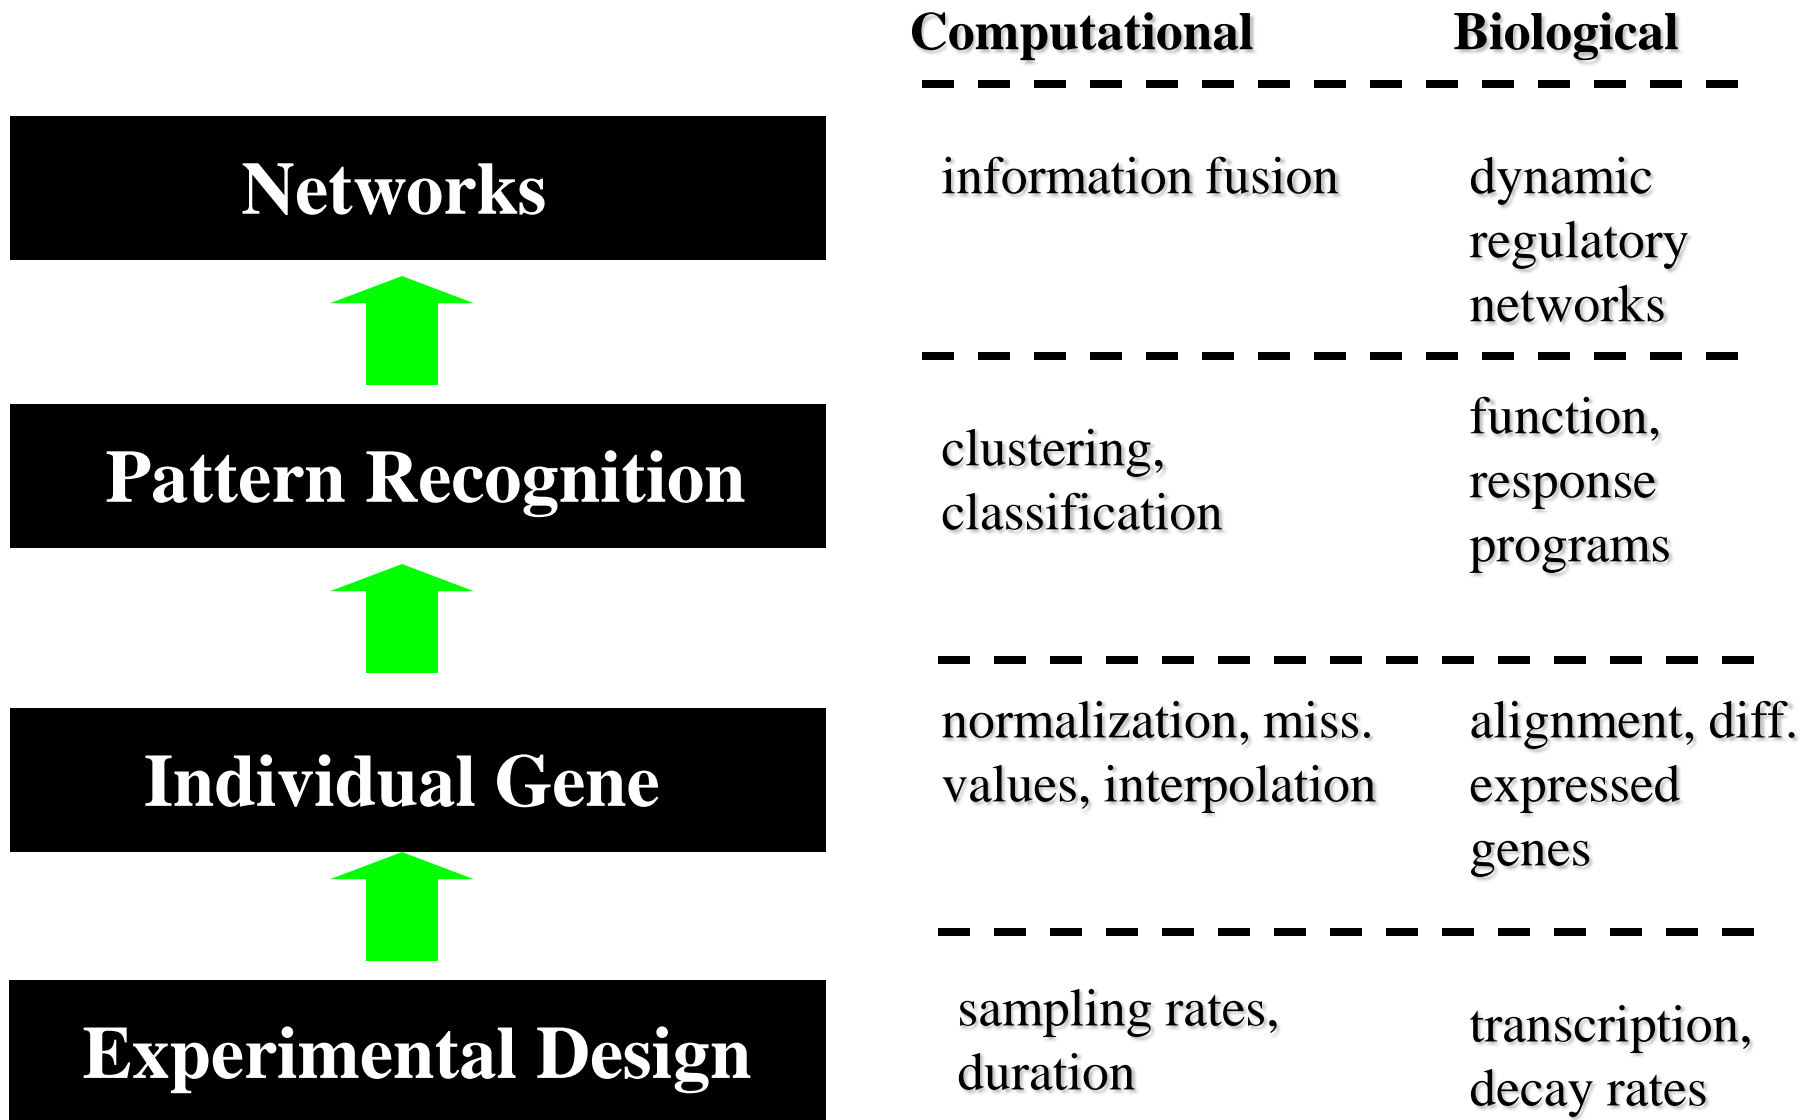 Computational Biological
Networks
information fusion
dynamic
regulatory
networks
Pattern Recognition
clustering,
classification
function,
response
programs
Individual Gene
normalization, miss.
values, interpolation
alignment, diff.
expressed
genes
Experimental Design
sampling rates,
duration
transcription,
decay rates